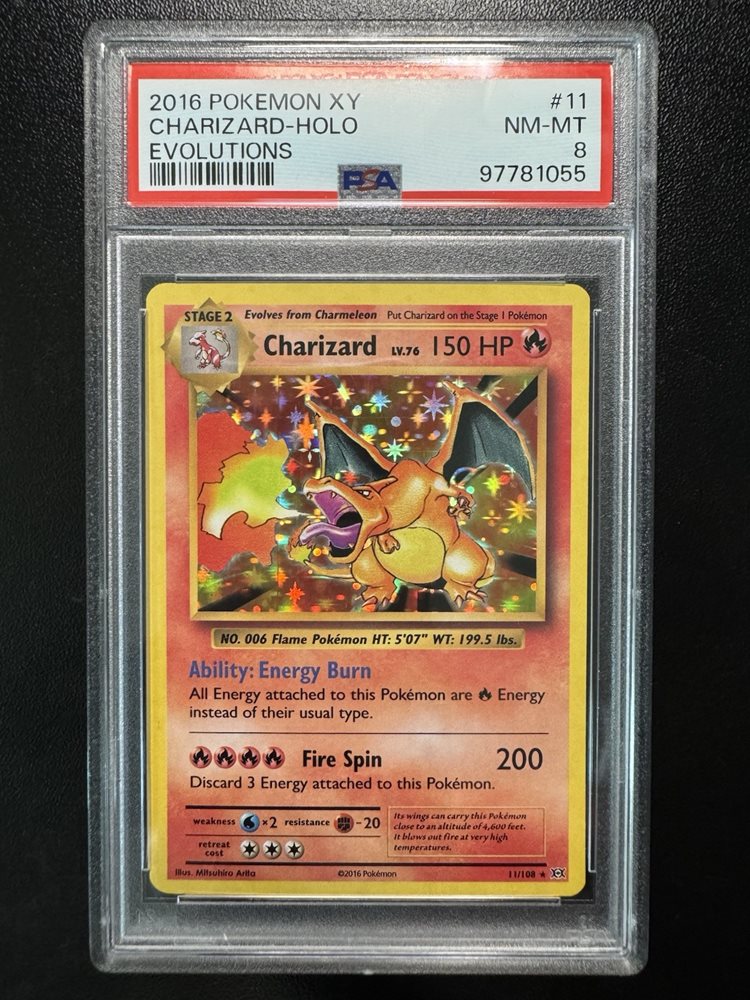 2016 POKEMON XY #11
CHARIZARD-HOLO NM-MT
EVOLUTIONS 8
PSA 97781055
STAGE 2 Evolves from Charmeleon Put Charizard on the Stage 1 Pokémon
Charizard LV.76 150 HP
NO. 006 Flame Pokémon HT: 5'07" WT: 199.5 lbs.
Ability: Energy Burn
All Energy attached to this Pokémon are Energy
instead of their usual type.
Fire Spin 200
Discard 3 Energy attached to this Pokémon.
weakness ×2 resistance -20
retreat
cost
Its wings can carry this Pokémon
close to an altitude of 4,600 feet.
It blows out fire at very high
temperatures.
Illus. Mitsuhiro Arita ©2016 Pokémon 11/108 ★